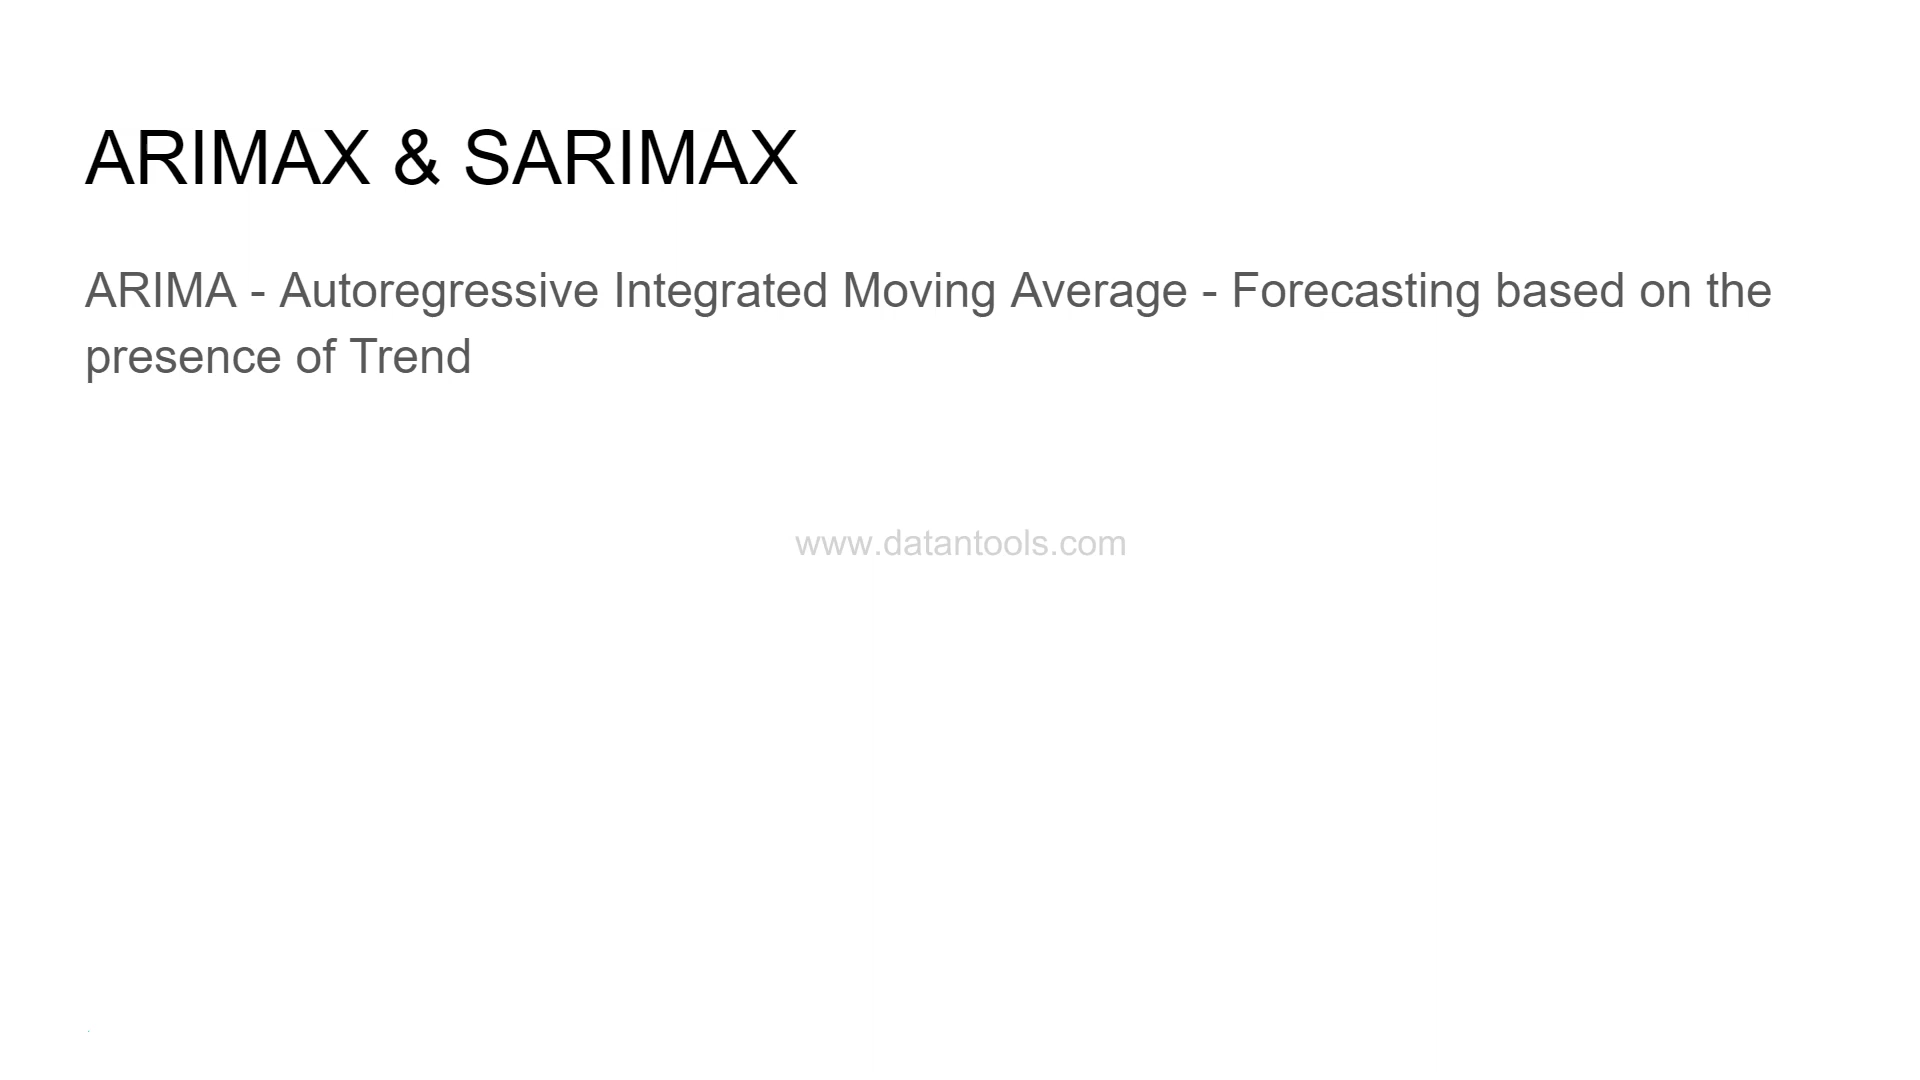 ARIMAX & SARIMAX
ARIMA - Autoregressive Integrated Moving Average - Forecasting based on the
presence of Trend
www.datantools.com